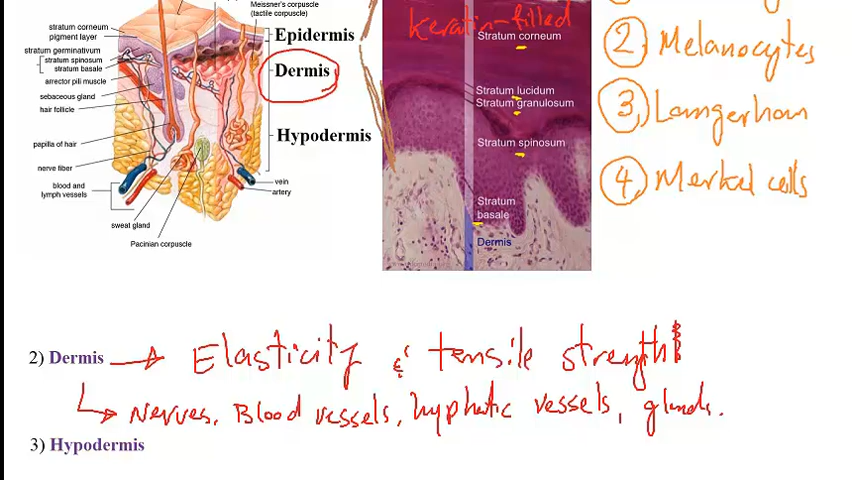 Meissner's corpuscle
(tactile corpuscle)
stratum corneum
pigment layer
stratum germinativum
stratum spinosum
stratum basale
arrector pili muscle
sebaceous gland
hair follicle
papilla of hair
nerve fiber
blood and
lymph vessels
sweat gland
Pacinian corpuscle
vein
artery
Epidermis
Dermis
Hypodermis
keratin-filled
Stratum corneum
Stratum lucidum
Stratum granulosum
Stratum spinosum
Stratum
basale
Dermis
2) Melanocytes
3) Langerhan
4) Merkel cells
2) Dermis → Elasticity & tensile strength
↳ Nerves, Blood vessels, lymphatic vessels, glands.
3) Hypodermis